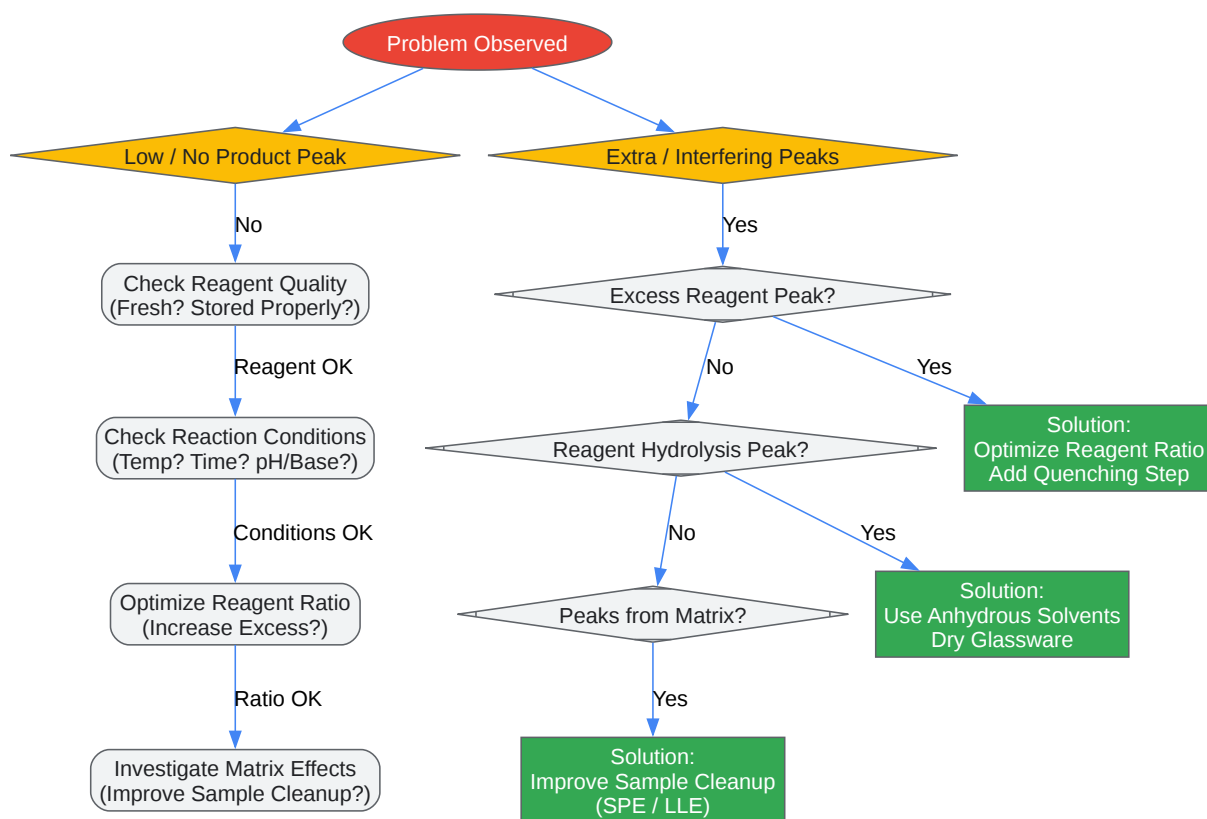 Problem Observed
Low / No Product Peak
Extra / Interfering Peaks
No
Yes
Check Reagent Quality
(Fresh? Stored Properly?)
Excess Reagent Peak?
Reagent OK
No
Yes
Check Reaction Conditions
(Temp? Time? pH/Base?)
Reagent Hydrolysis Peak?
Solution:
Optimize Reagent Ratio
Add Quenching Step
Conditions OK
No
Yes
Optimize Reagent Ratio
(Increase Excess?)
Peaks from Matrix?
Solution:
Use Anhydrous Solvents
Dry Glassware
Ratio OK
Yes
Investigate Matrix Effects
(Improve Sample Cleanup?)
Solution:
Improve Sample Cleanup
(SPE / LLE)